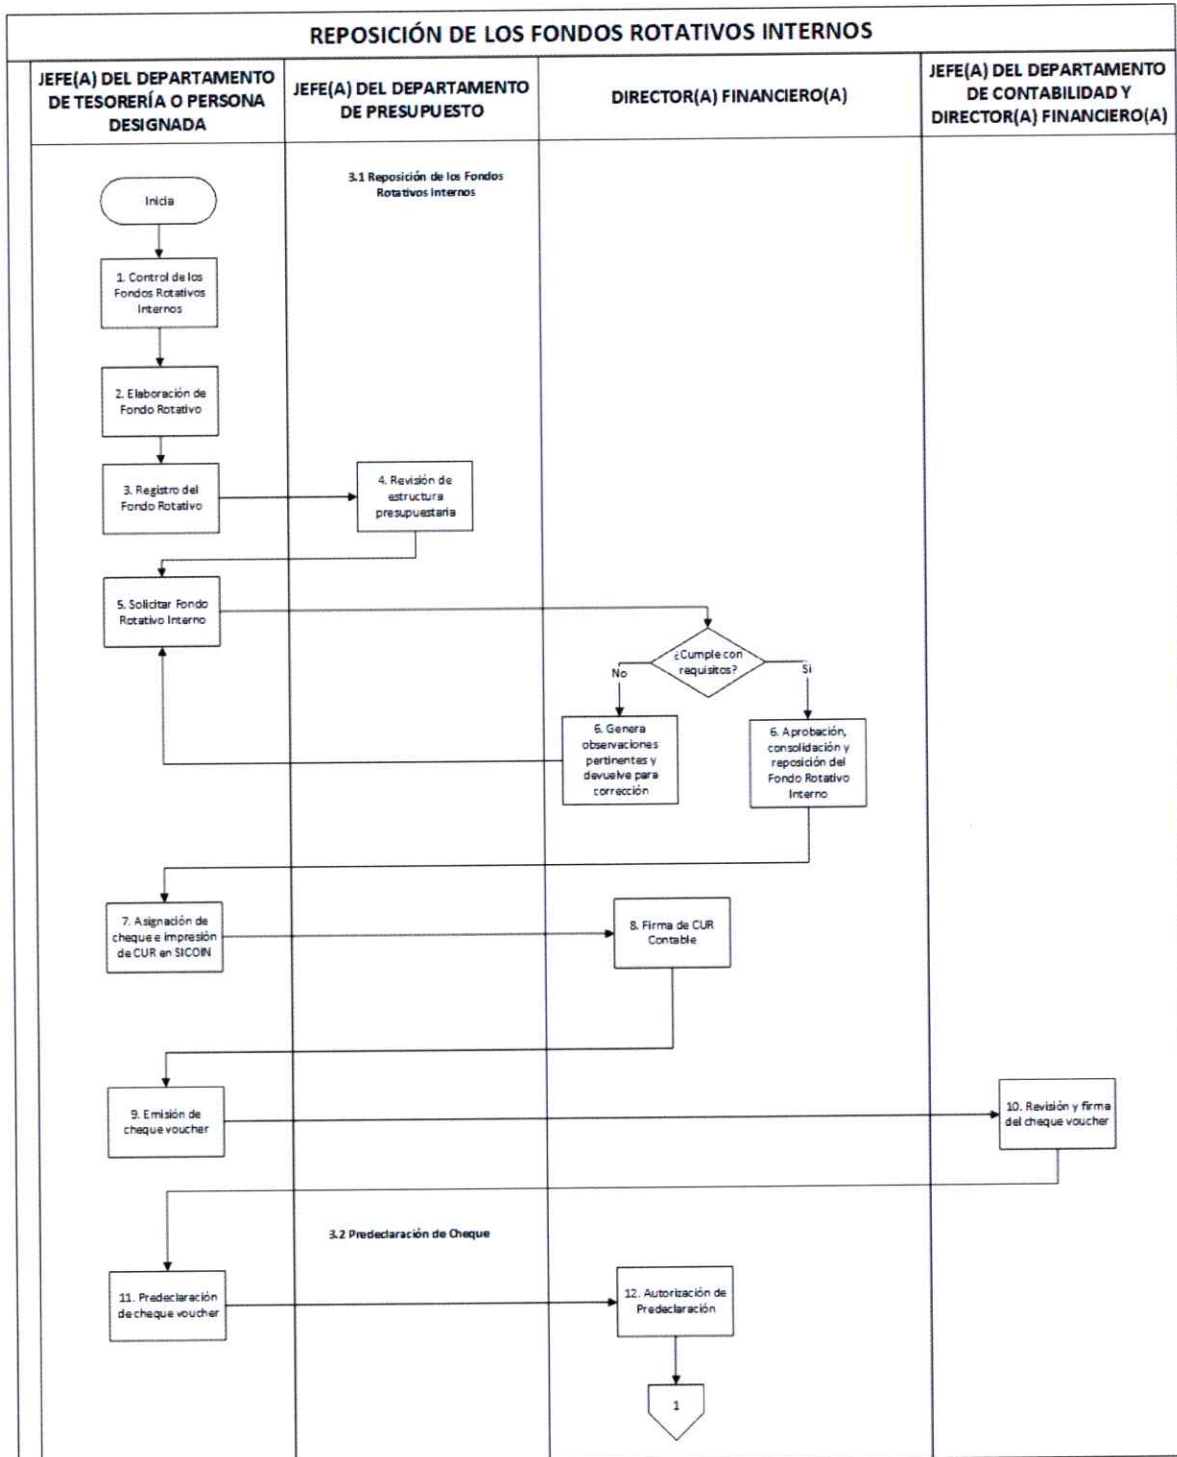 REPOSICIÓN DE LOS FONDOS ROTATIVOS INTERNOS
JEFE(A) DEL DEPARTAMENTO
DE TESORERÍA O PERSONA
DESIGNADA
JEFE(A) DEL DEPARTAMENTO
DE PRESUPUESTO
DIRECTOR(A) FINANCIERO(A)
JEFE(A) DEL DEPARTAMENTO
DE CONTABILIDAD Y
DIRECTOR(A) FINANCIERO(A)
3.1 Reposición de los Fondos
Rotativos Internos
Inicia
1. Control de los
Fondos Rotativos
Internos
2. Elaboración de
Fondo Rotativo
3. Registro del
Fondo Rotativo
4. Revisión de
estructura
presupuestaria
5. Solicitar Fondo
Rotativo Interno
¿Cumple con
requisitos?
No
Si
6. Genera
observaciones
pertinentes y
devuelve para
corrección
6. Aprobación,
consolidación y
reposición del
Fondo Rotativo
Interno
7. Asignación de
cheque e impresión
de CUR en SICOIN
8. Firma de CUR
Contable
9. Emisión de
cheque voucher
10. Revisión y firma
del cheque voucher
3.2 Predeclaración de Cheque
11. Predeclaración
de cheque voucher
12. Autorización de
Predeclaración
1